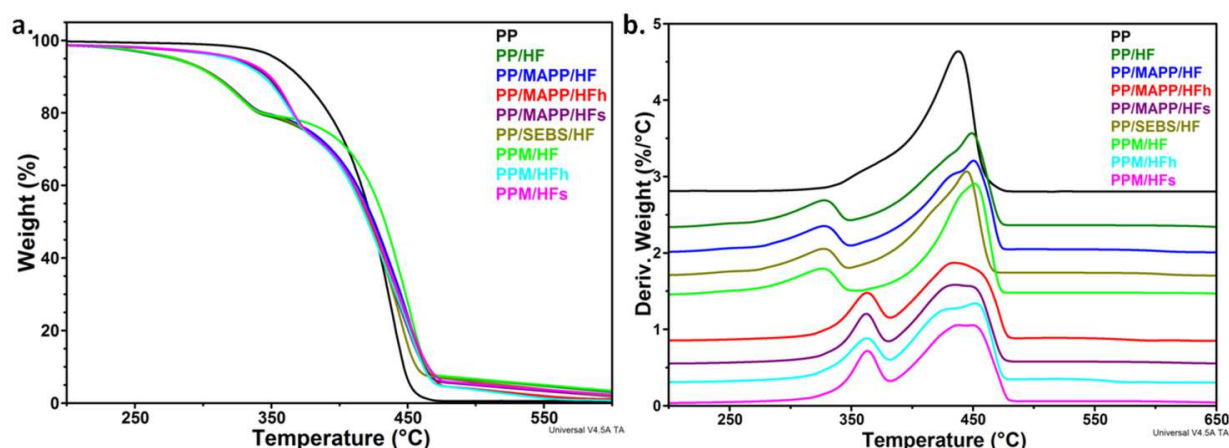 a.
100
80
60
40
20
0
Weight (%)
250
350
450
550
Temperature (°C)
Universal V4.5A TA
PP
PP/HF
PP/MAPP/HF
PP/MAPP/HFh
PP/MAPP/HFs
PP/SEBS/HF
PPM/HF
PPM/HFh
PPM/HFs
b.
5
4
3
2
1
0
Deriv. Weight (%/°C)
250
350
450
550
650
Temperature (°C)
Universal V4.5A TA
PP
PP/HF
PP/MAPP/HF
PP/MAPP/HFh
PP/MAPP/HFs
PP/SEBS/HF
PPM/HF
PPM/HFh
PPM/HFs